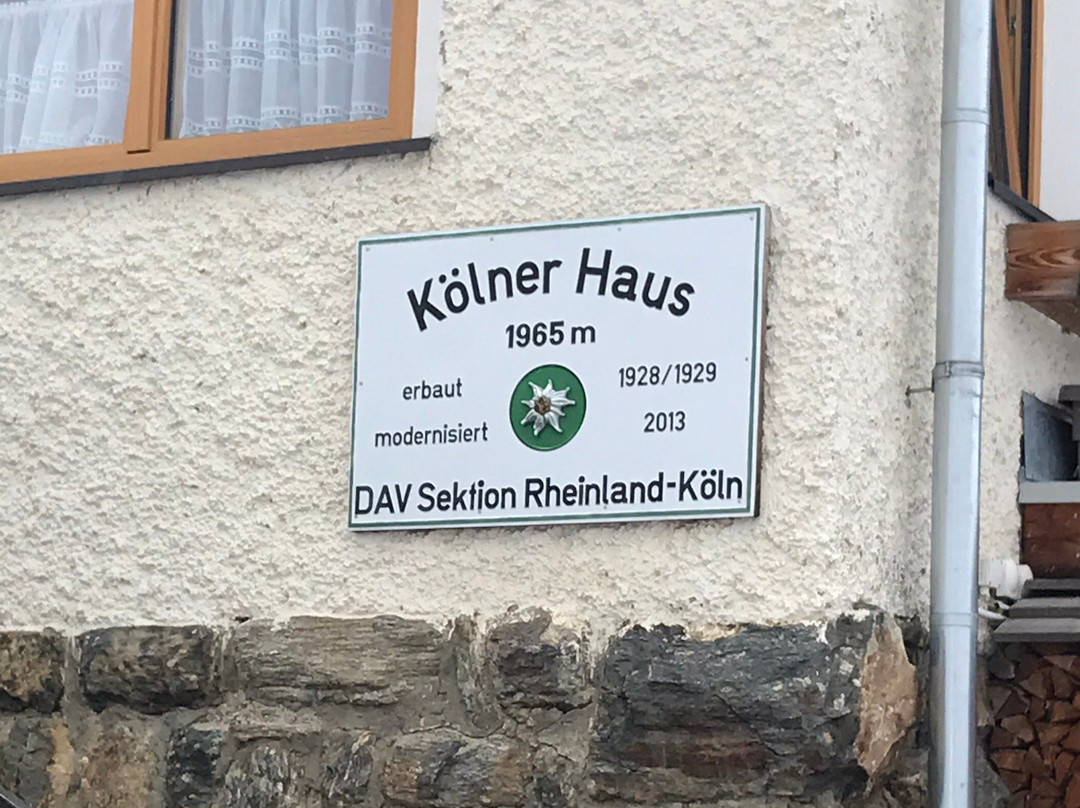 Kölner Haus
1965 m
erbaut 1928/1929
modernisiert 2013
DAV Sektion Rheinland-Köln